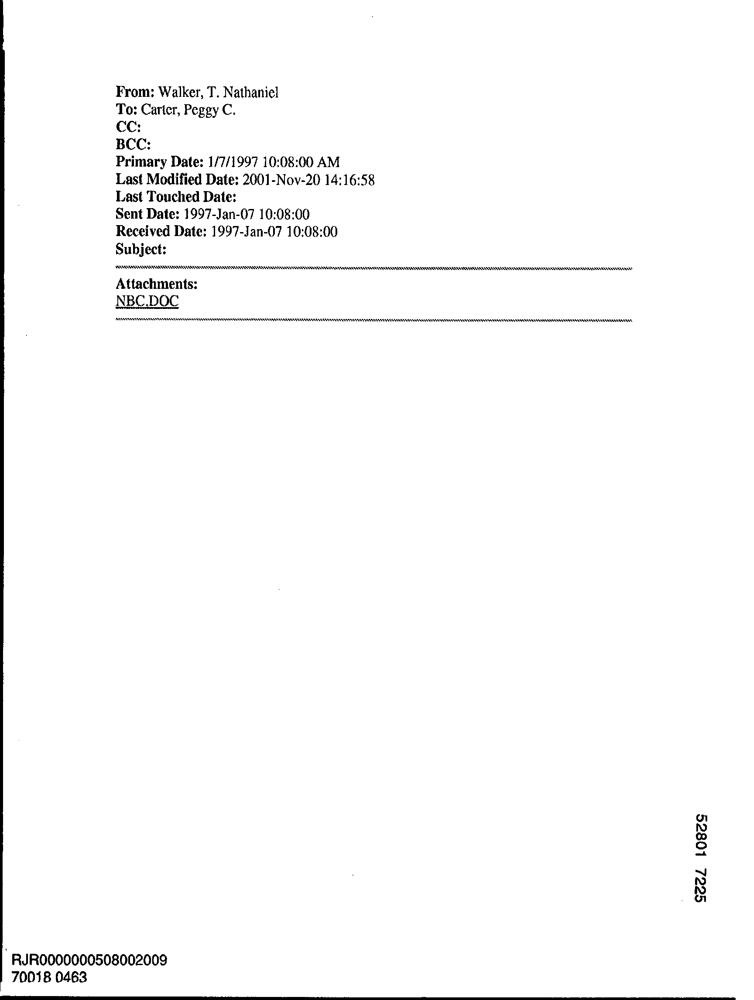 From: Walker, T. Nathaniel
To: Carter, Peggy C.
CC:
BCC:
Primary Date: 1/7/1997 10:08:00 AM
Last Modified Date: 2001-Nov-20 14:16:58
Last Touched Date:
Sent Date: 1997-Jan-07 10:08:00
Received Date: 1997-Jan-07 10:08:00
Subject:
Attachments:
NBC.DOC
52801 7225
RJR0000000508002009
70018 0463